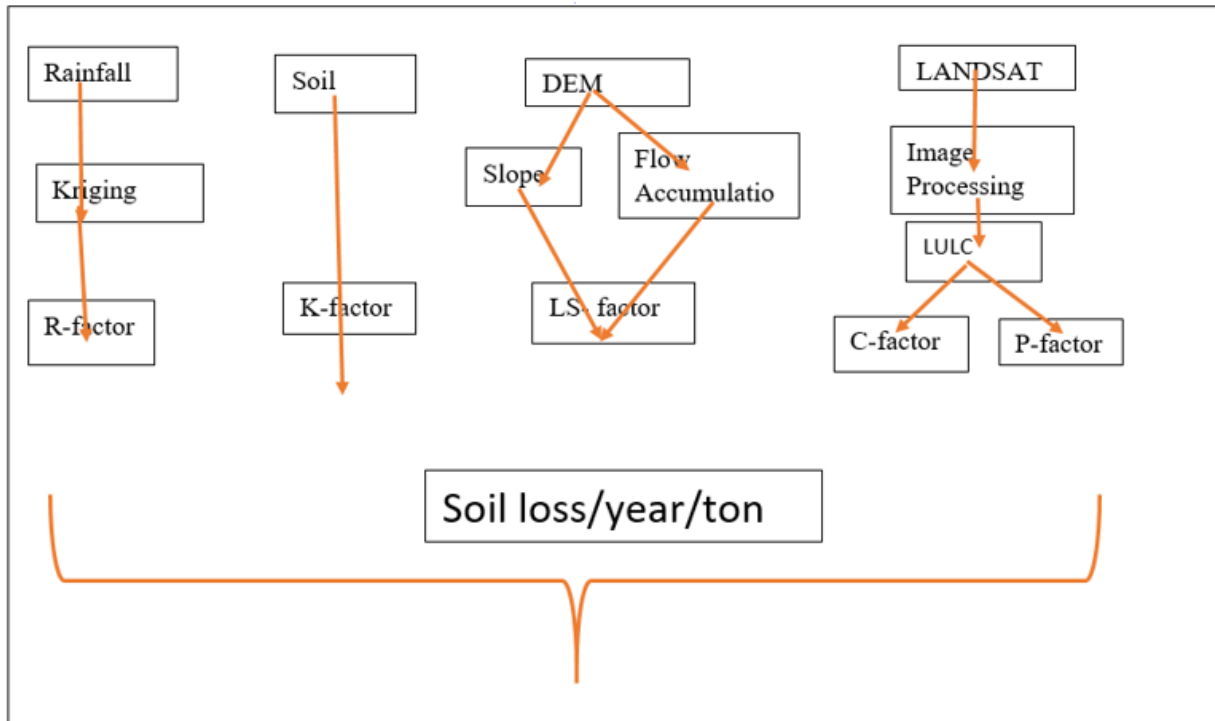 Rainfall
Soil
DEM
LANDSAT
Kriging
Slope
Flow
Accumulatio
Image
Processing
LULC
R-factor
K-factor
LS- factor
C-factor
P-factor
Soil loss/year/ton